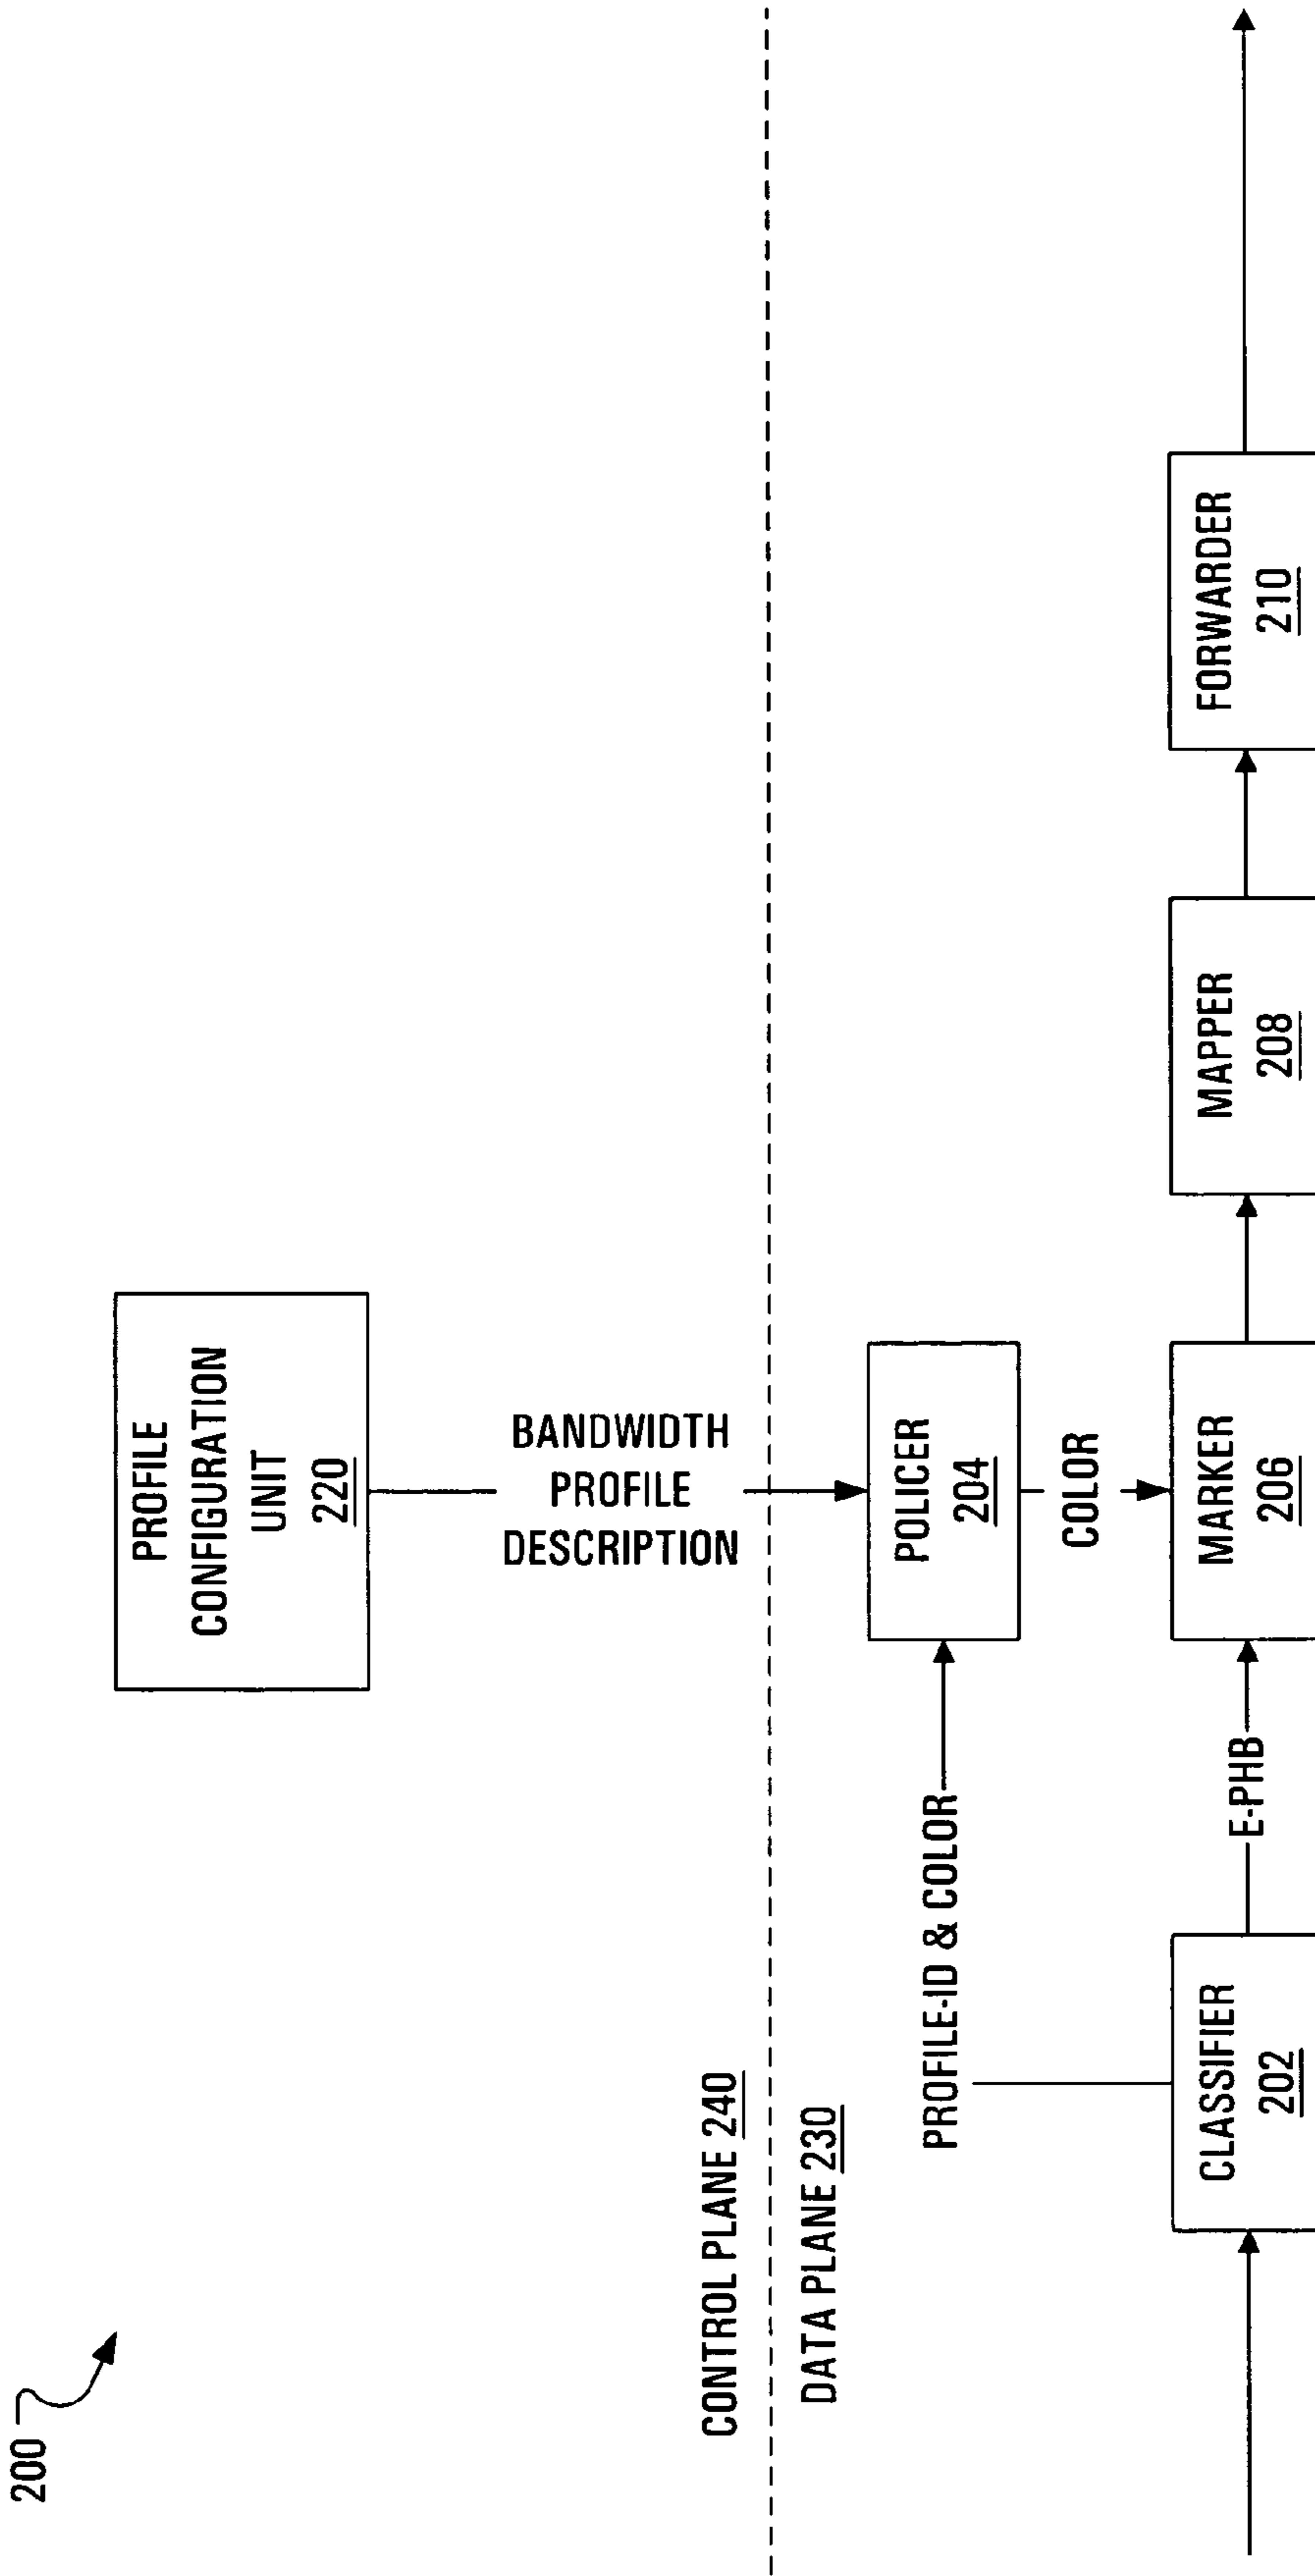 200
PROFILE
CONFIGURATION
UNIT
220
BANDWIDTH
PROFILE
DESCRIPTION
CONTROL PLANE 240
DATA PLANE 230
PROFILE-ID & COLOR
POLICER
204
COLOR
CLASSIFIER
202
E-PHB
MARKER
206
MAPPER
208
FORWARDER
210